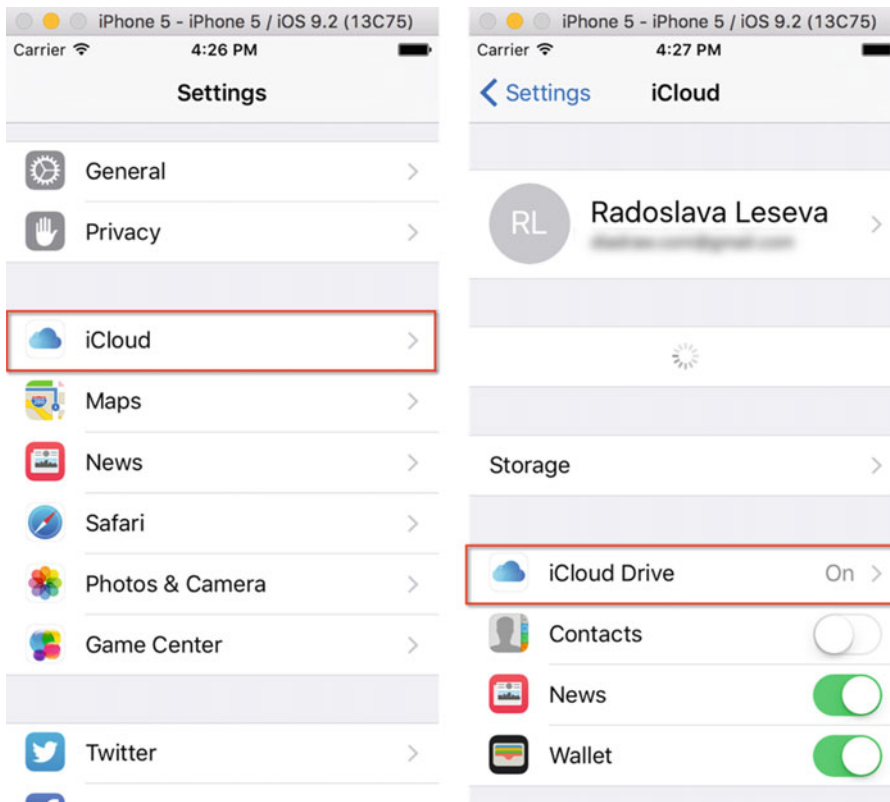 iPhone 5 - iPhone 5 / iOS 9.2 (13C75)
Carrier 4:26 PM
Settings
General
Privacy
iCloud
Maps
News
Safari
Photos & Camera
Game Center
Twitter
iPhone 5 - iPhone 5 / iOS 9.2 (13C75)
Carrier 4:27 PM
Settings iCloud
RL Radoslava Leseva
Storage
iCloud Drive On
Contacts
News
Wallet